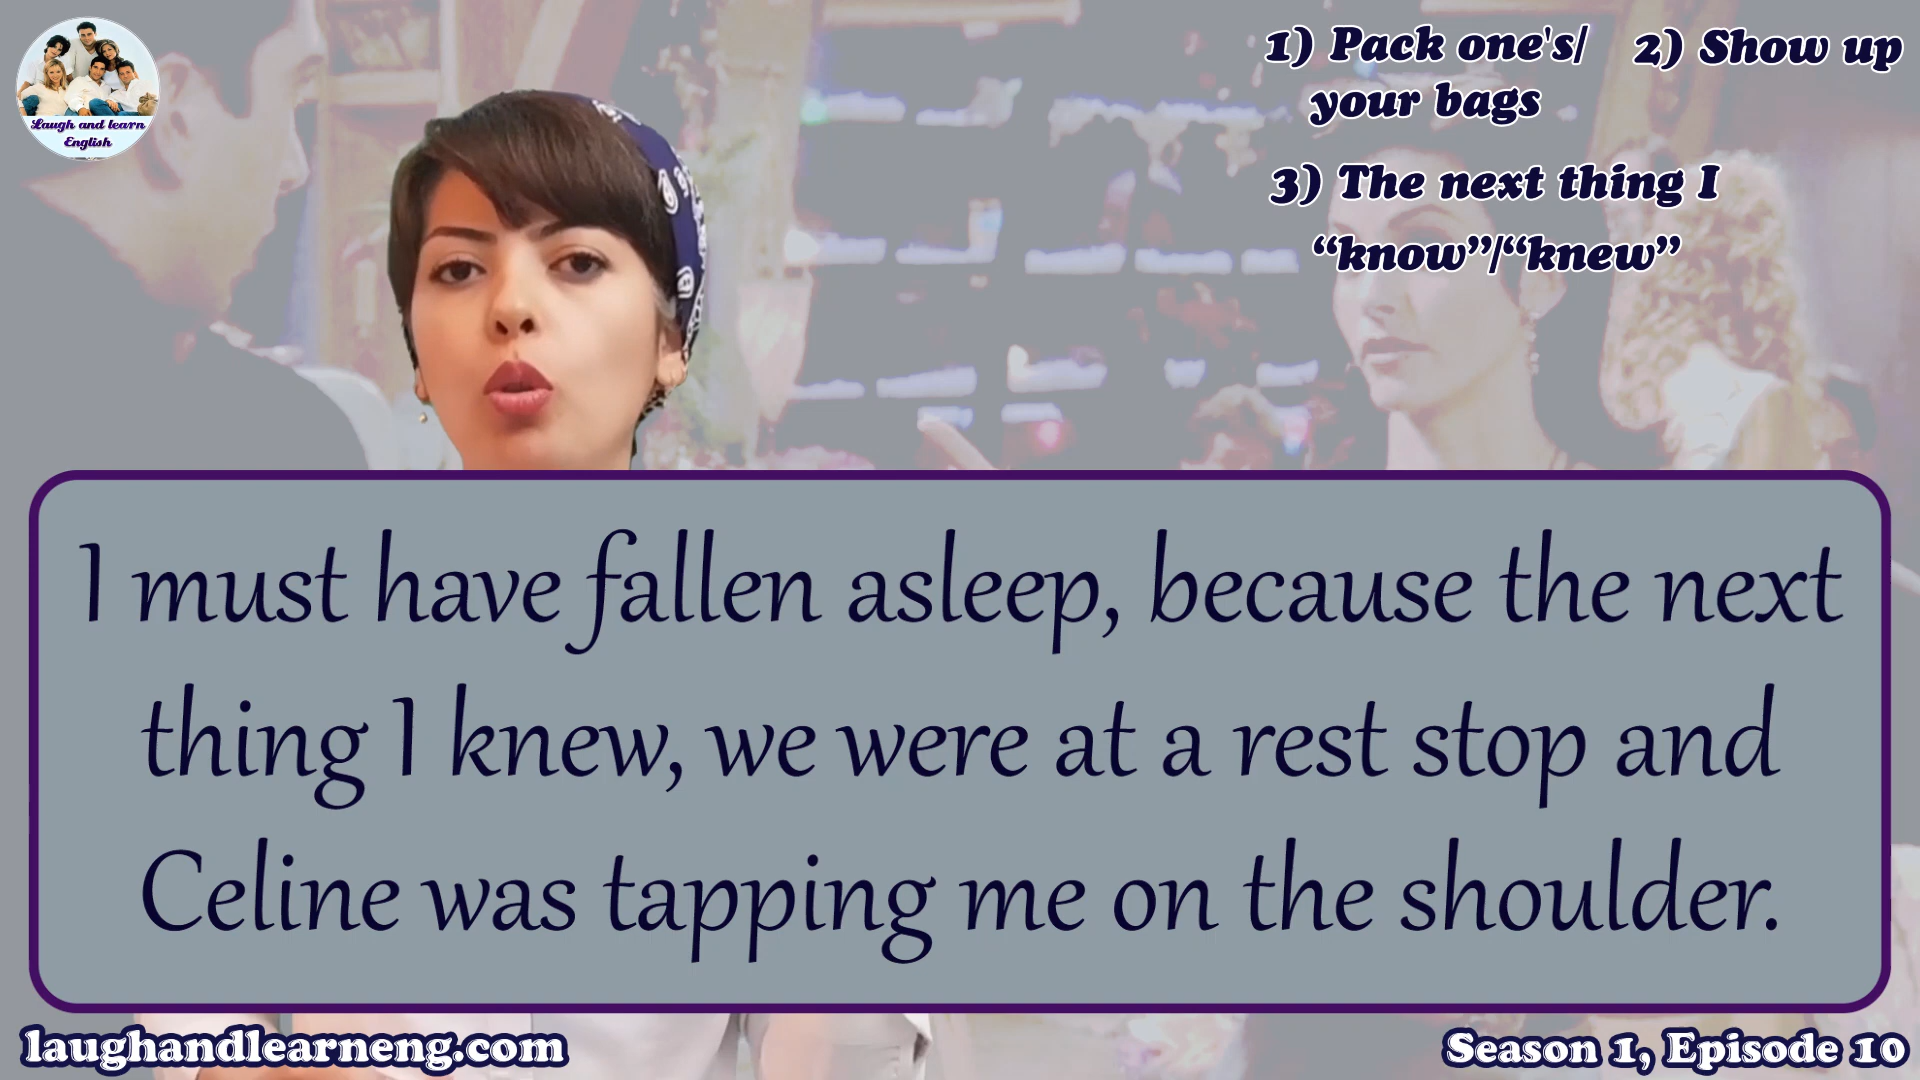 Laugh and learn
English
1) Pack one's/
your bags
2) Show up
3) The next thing I
“know”/“knew”
I must have fallen asleep, because the next
thing I knew, we were at a rest stop and
Celine was tapping me on the shoulder.
laughandlearneng.com
Season 1, Episode 10